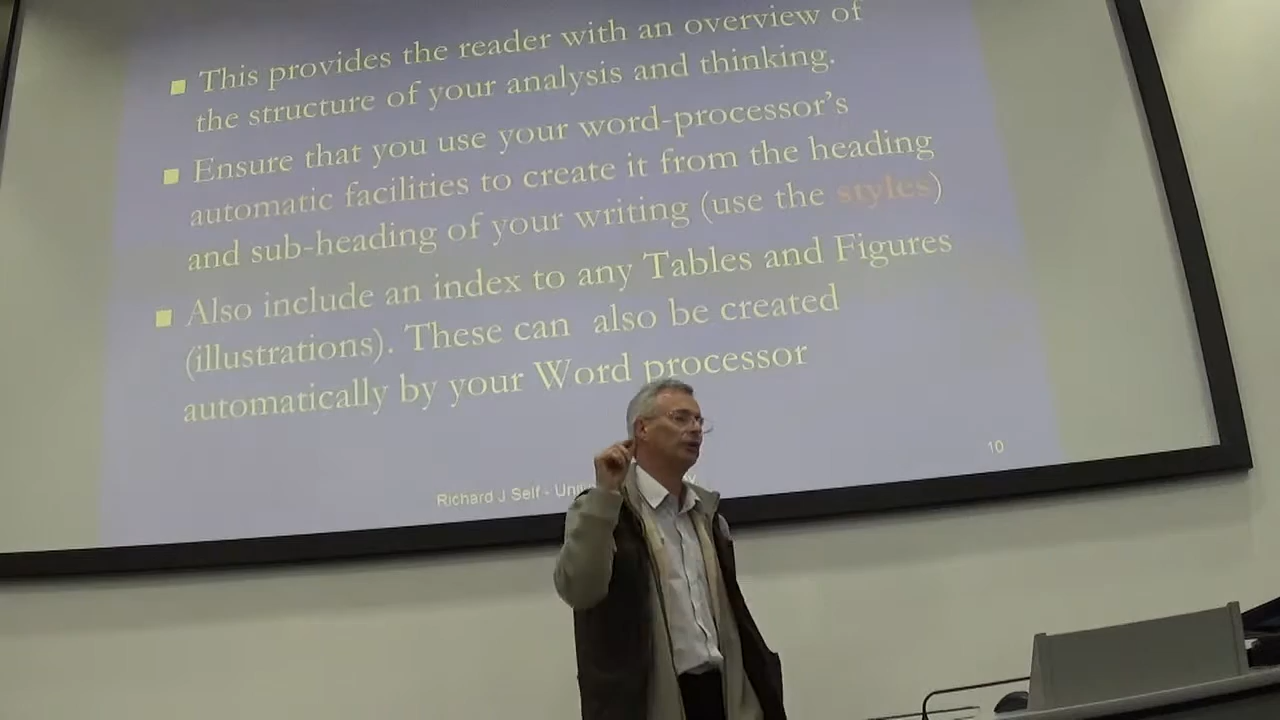 This provides the reader with an overview of
the structure of your analysis and thinking.
Ensure that you use your word-processor's
automatic facilities to create it from the heading
and sub-heading of your writing (use the styles)
Also include an index to any Tables and Figures
(illustrations). These can also be created
automatically by your Word processor
10
Richard J Self -